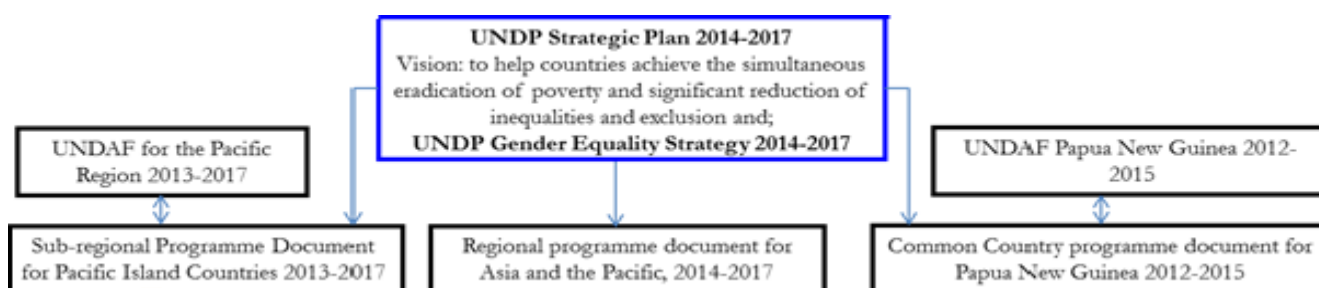 UNDP Strategic Plan 2014-2017
Vision: to help countries achieve the simultaneous
eradication of poverty and significant reduction of
inequalities and exclusion and;
UNDP Gender Equality Strategy 2014-2017
UNDAF for the Pacific
Region 2013-2017
UNDAF Papua New Guinea 2012-
2015
Sub-regional Programme Document
for Pacific Island Countries 2013-2017
Regional programme document for
Asia and the Pacific, 2014-2017
Common Country programme document for
Papua New Guinea 2012-2015